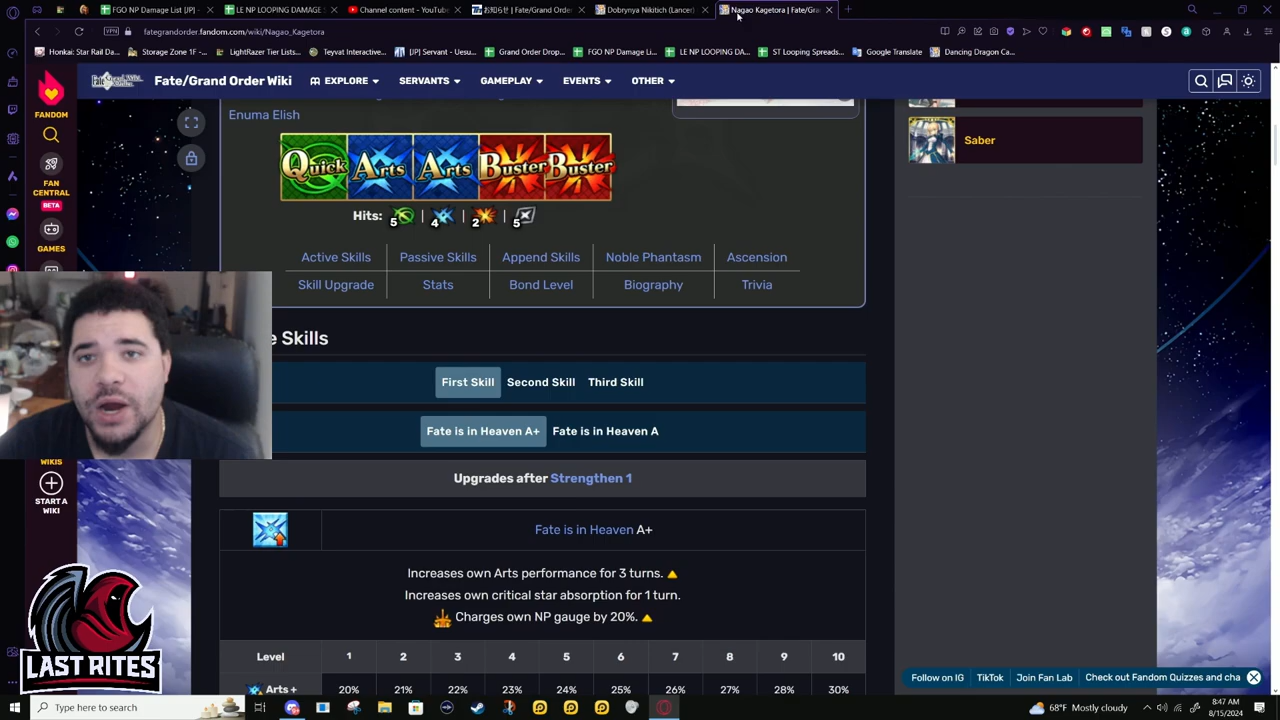 FGO NP Damage List [JP] -
LE NP LOOPING DAMAGE
Channel content - YouTube
お知らせ | Fate/Grand Order
Dobrynya Nikitich (Lancer)
Nagao Kagetora | Fate/Gra
VPN fategrandorder.fandom.com/wiki/Nagao_Kagetora
Honkai: Star Rail Da...
Storage Zone 1F -...
LightRazer Tier Lists...
Teyvat Interactive...
[JP] Servant - Uesu...
Grand Order Drop...
FGO NP Damage Li...
LE NP LOOPING DA...
ST Looping Spreads...
Google Translate
Dancing Dragon Ca...
Fate/Grand Order Wiki
EXPLORE
SERVANTS
GAMEPLAY
EVENTS
OTHER
FANDOM
FAN
CENTRAL
BETA
GAMES
WIKIS
START A
WIKI
Enuma Elish
Saber
Quick Arts Arts Buster Buster
Hits: 5 | 4 | 2 | 5
Active Skills Passive Skills Append Skills Noble Phantasm Ascension
Skill Upgrade Stats Bond Level Biography Trivia
e Skills
First Skill Second Skill Third Skill
Fate is in Heaven A+ Fate is in Heaven A
Upgrades after Strengthen 1
Fate is in Heaven A+
Increases own Arts performance for 3 turns.
Increases own critical star absorption for 1 turn.
Charges own NP gauge by 20%.
Level 1 2 3 4 5 6 7 8 9 10
Arts + 20% 21% 22% 23% 24% 25% 26% 27% 28% 30%
LAST RITES
Follow on IG TikTok Join Fan Lab Check out Fandom Quizzes and cha
Type here to search
68°F Mostly cloudy
8:47 AM
8/15/2024